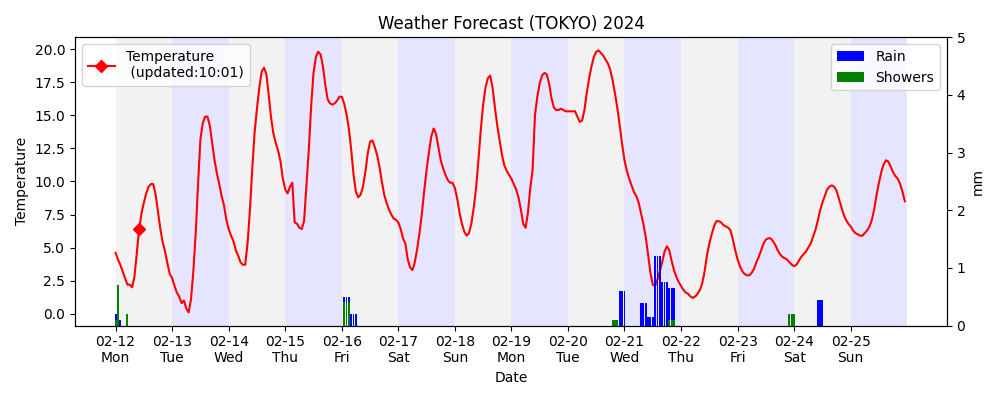 Weather Forecast (TOKYO) 2024
Temperature
(updated:10:01)
Rain
Showers
20.0
17.5
15.0
12.5
10.0
7.5
5.0
2.5
0.0
Temperature
5
4
3
2
1
0
mm
02-12 02-13 02-14 02-15 02-16 02-17 02-18 02-19 02-20 02-21 02-22 02-23 02-24 02-25
Mon Tue Wed Thu Fri Sat Sun Mon Tue Wed Thu Fri Sat Sun
Date